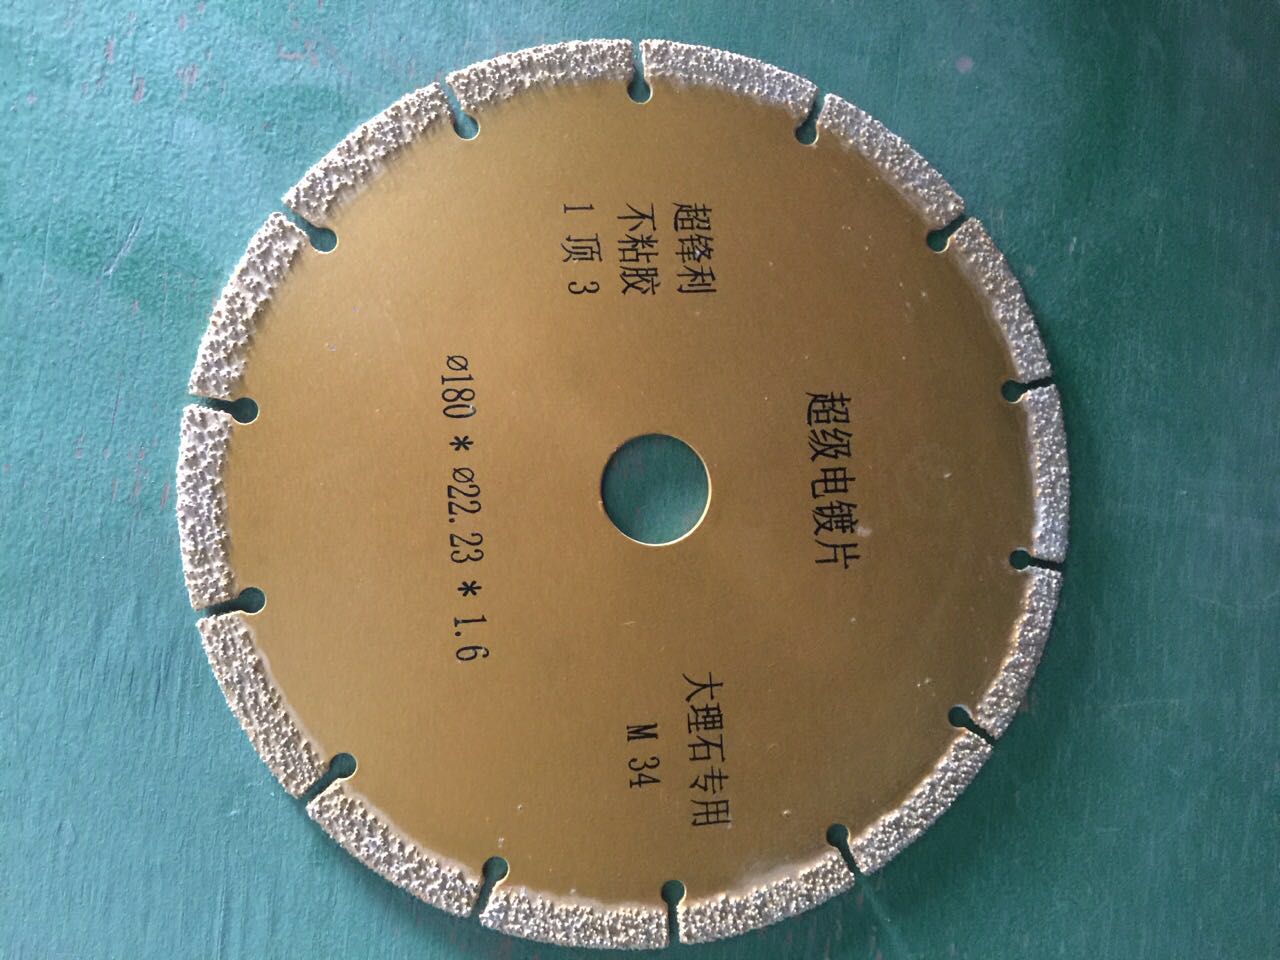 超级电镀片
超锋利
不粘胶
1 顶 3
大理石专用
M 34
ø180 * ø22.23 * 1.6